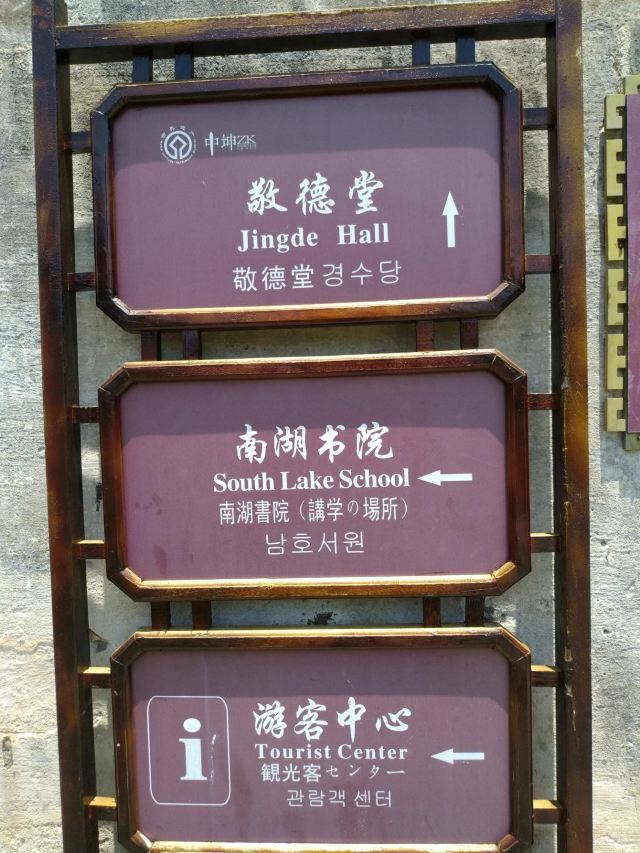 中坤ZK
敬德堂
Jingde Hall
敬德堂 경수당
南湖书院
South Lake School
南湖書院（講学の場所）
남호서원
i
游客中心
Tourist Center
観光客センター
관람객 센터